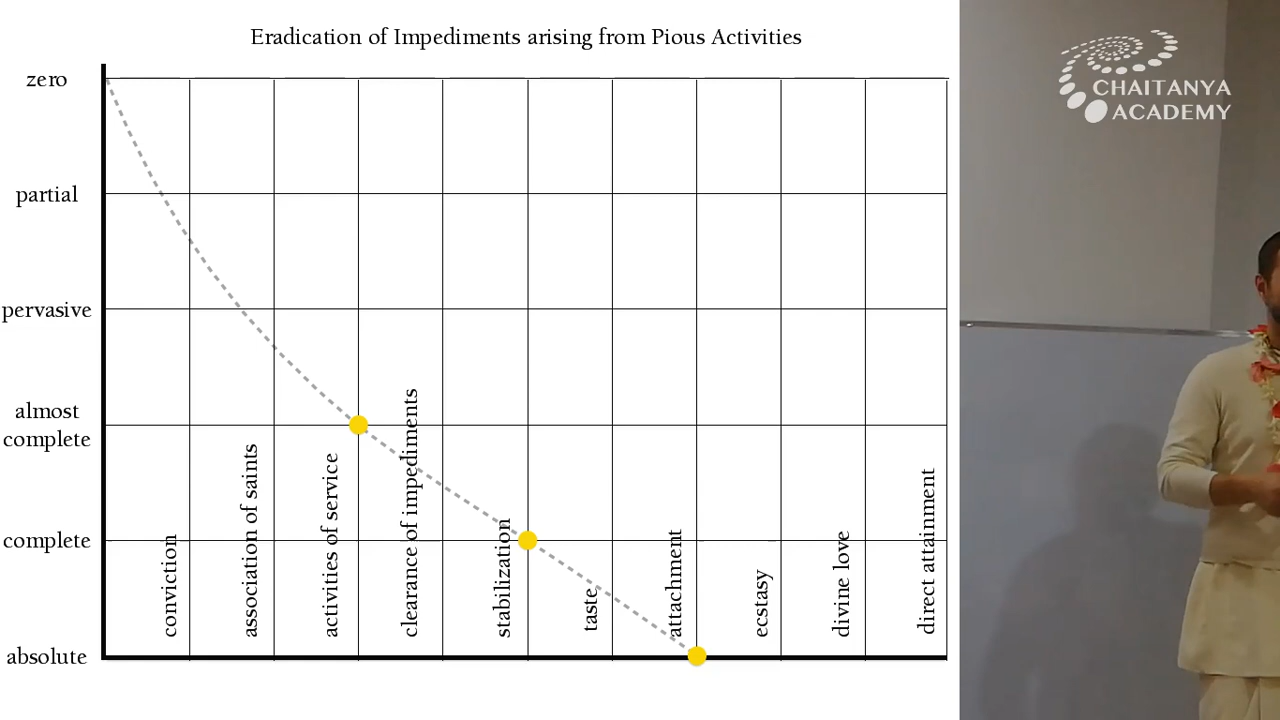 Eradication of Impediments arising from Pious Activities
zero
partial
pervasive
almost
complete
complete
absolute
conviction
association of saints
activities of service
clearance of impediments
stabilization
taste
attachment
ecstasy
divine love
direct attainment
CHAITANYA
ACADEMY